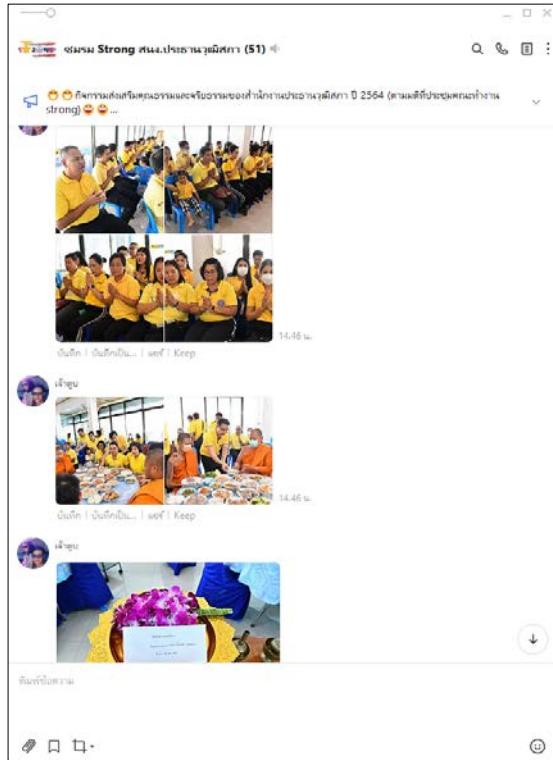 ชมรม Strong สนง.ประธานวุฒิสภา (51)
กิจกรรมส่งเสริมคุณธรรมและจริยธรรมของสำนักงานประธานวุฒิสภา ปี 2564 (ตามมติที่ประชุมคณะทำงาน
strong) ...
14.46 น.
บันทึก | บันทึกเป็น... | แชร์ | Keep
เจ้าตูบ
14.46 น.
บันทึก | บันทึกเป็น... | แชร์ | Keep
เจ้าตูบ
พิมพ์ข้อความ